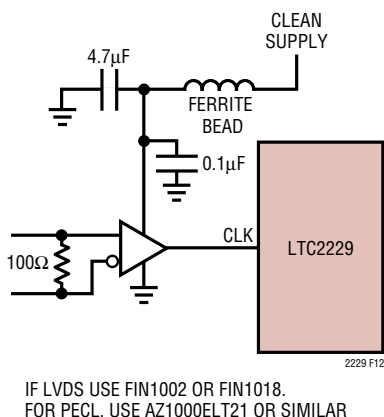 CLEAN
SUPPLY
4.7µF
FERRITE
BEAD
0.1µF
CLK
LTC2229
100Ω
2229 F12
IF LVDS USE FIN1002 OR FIN1018.
FOR PECL. USE AZ1000ELT21 OR SIMILAR